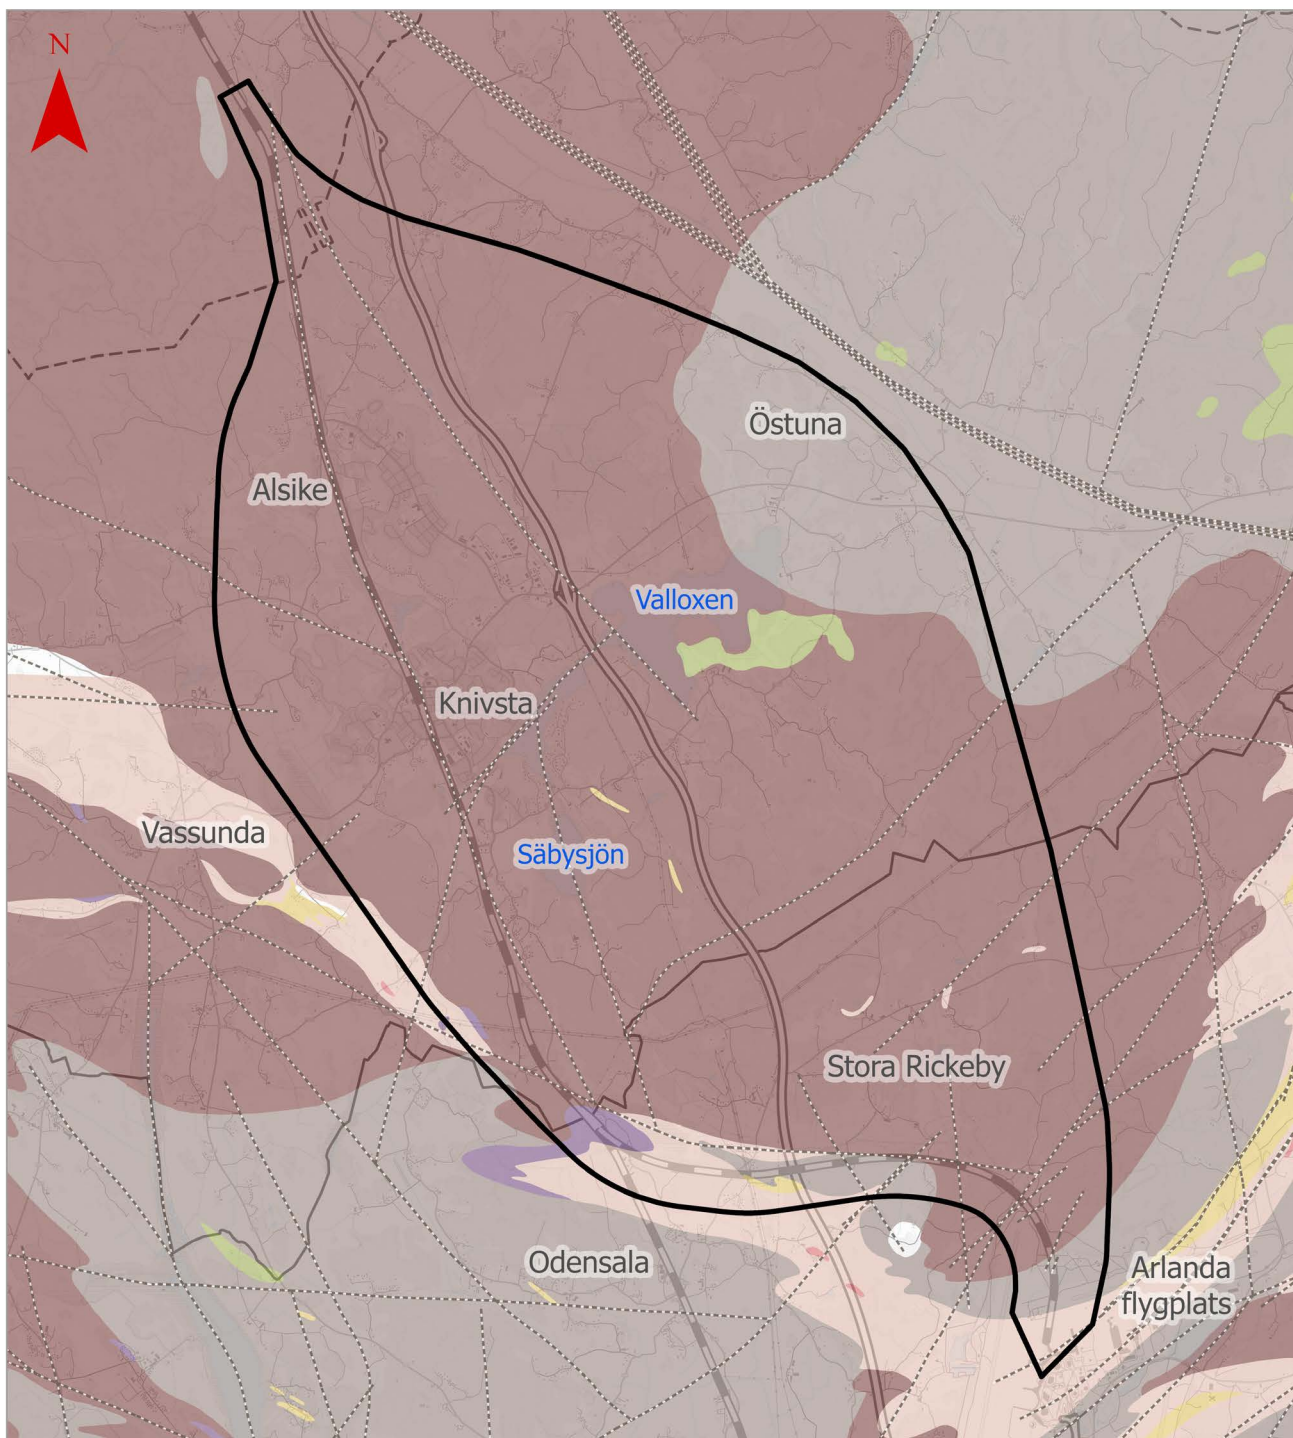 N
Östuna
Alsike
Valloxen
Knivsta
Vassunda
Säbysjön
Stora Rickeby
Odensala
Arlanda
flygplats